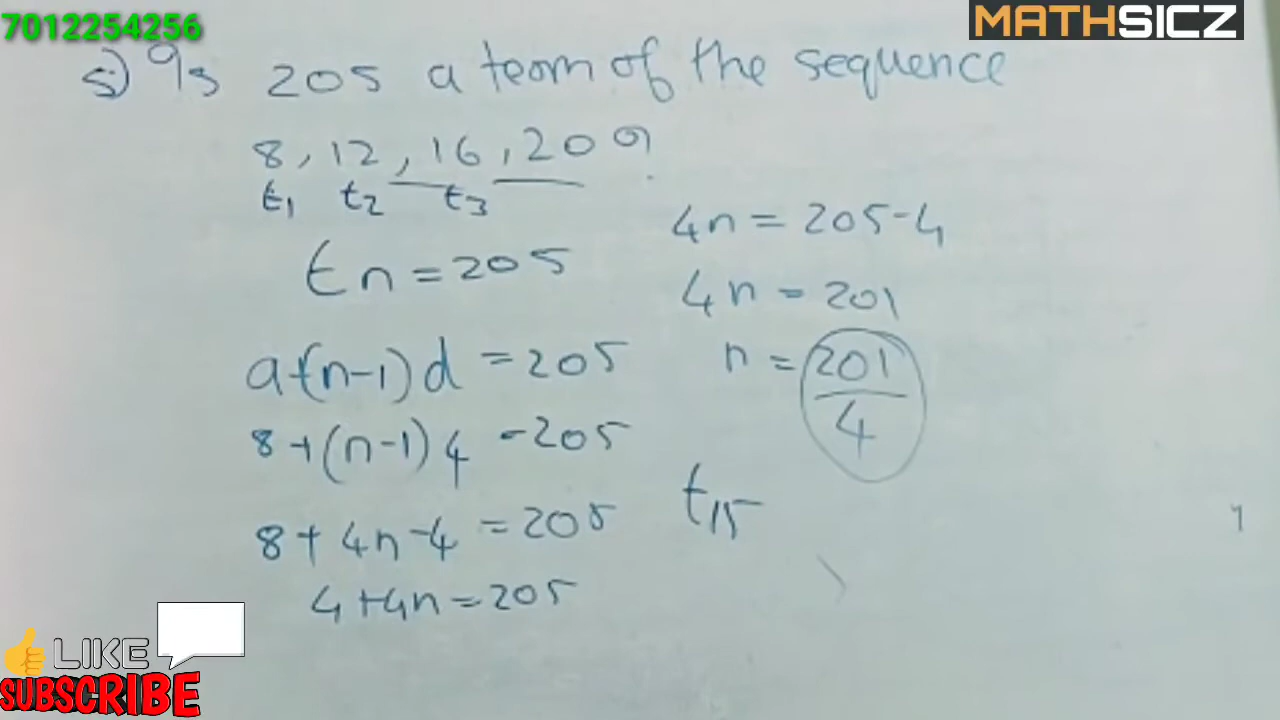 7012254256
MATHSICZ
5) Is 205 a term of the sequence
8, 12, 16, 20 ?
t1 t2 t3
tn = 205
a+(n-1)d = 205
8+(n-1)4 = 205
8+4n-4 = 205
4+4n = 205
4n = 205-4
4n = 201
n = 201/4
t15
LIKE
SUBSCRIBE